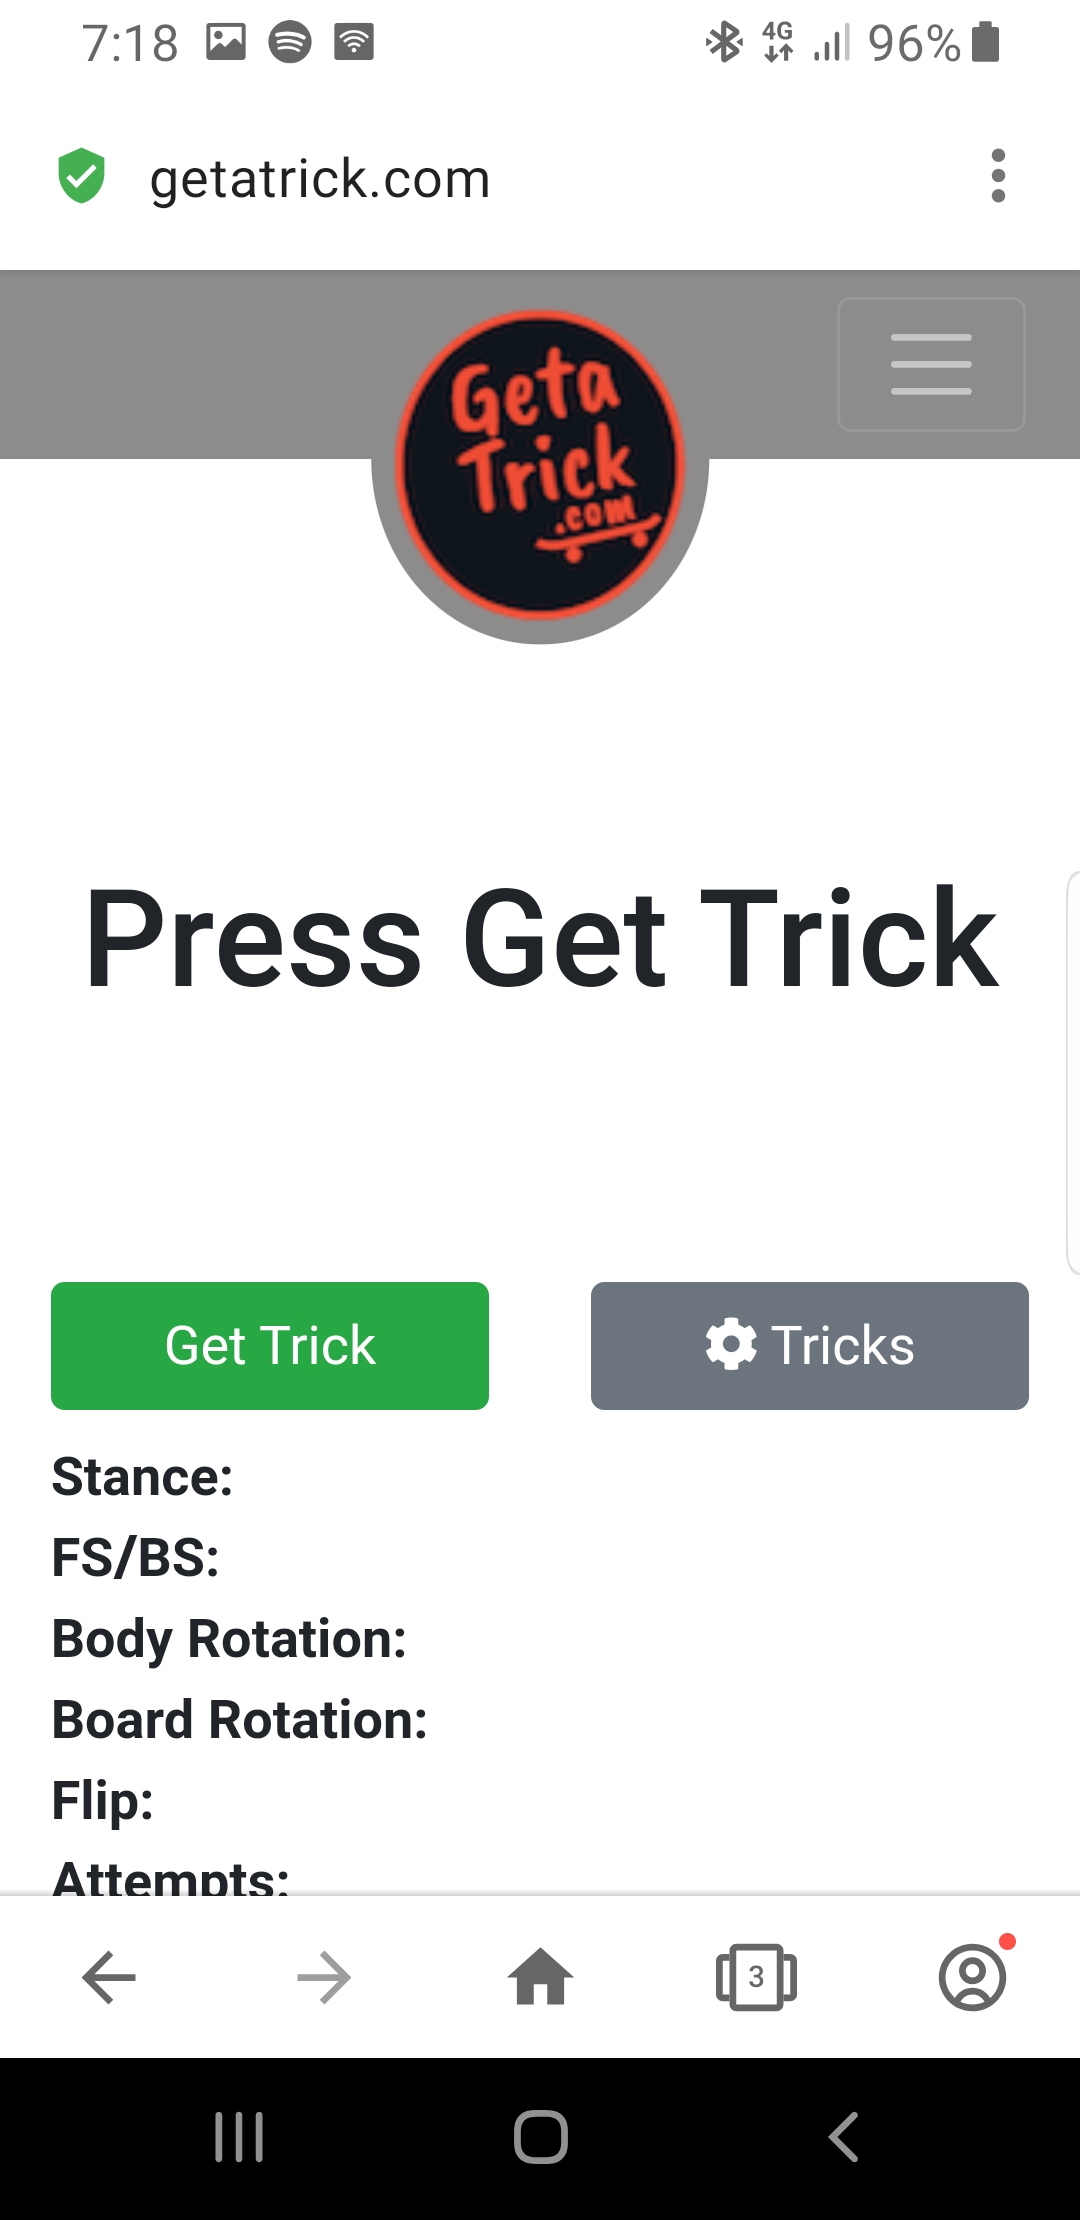 7:18 4G 96%
getatrick.com
Geta
Trick
.com
Press Get Trick
Get Trick Tricks
Stance:
FS/BS:
Body Rotation:
Board Rotation:
Flip:
Attempts:
3